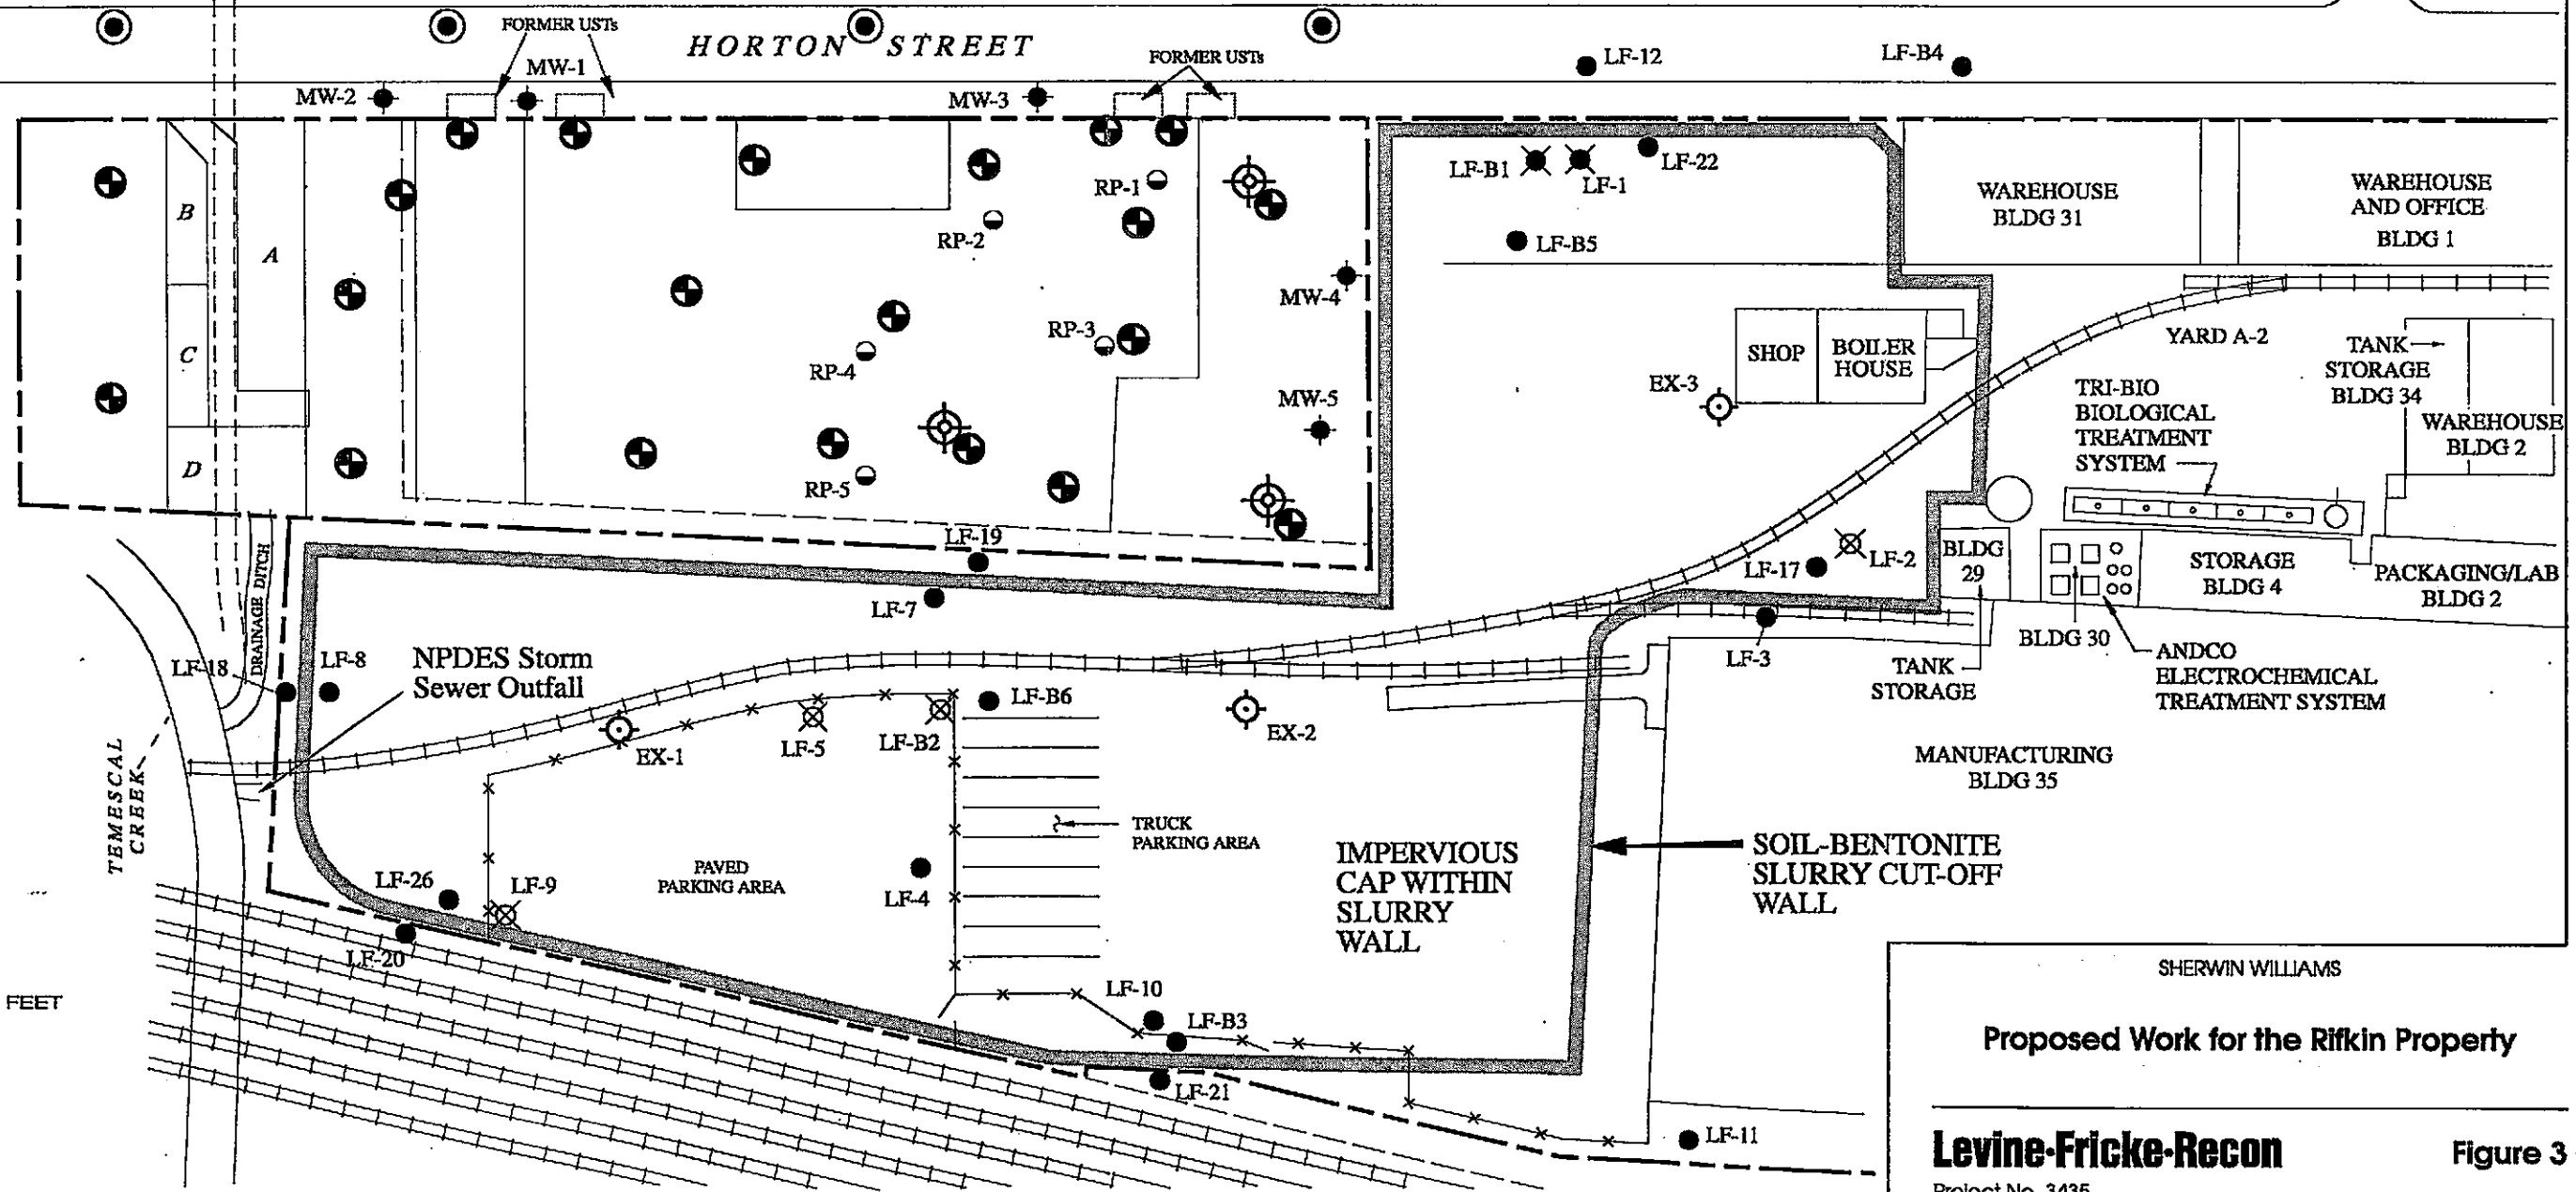 FORMER USTs
HORTON STREET
MW-1
FORMER USTs
LF-12
LF-B4
MW-2
MW-3
LF-B1
LF-1
LF-22
RP-1
B
WAREHOUSE
BLDG 31
WAREHOUSE
AND OFFICE
BLDG 1
RP-2
LF-B5
A
MW-4
RP-3
C
RP-4
SHOP
BOILER
HOUSE
YARD A-2
TANK
STORAGE
BLDG 34
EX-3
MW-5
TRI-BIO
BIOLOGICAL
TREATMENT
SYSTEM
WAREHOUSE
BLDG 2
D
RP-5
LF-19
DRAINAGE DITCH
LF-7
LF-17
LF-2
BLDG
29
STORAGE
BLDG 4
PACKAGING/LAB
BLDG 2
LF-18
LF-8
NPDES Storm
Sewer Outfall
LF-3
BLDG 30
TANK
STORAGE
ANDCO
ELECTROCHEMICAL
TREATMENT SYSTEM
LF-B6
EX-1
LF-5
LF-B2
EX-2
TEMESCAL
CREEK
MANUFACTURING
BLDG 35
TRUCK
PARKING AREA
PAVED
PARKING AREA
IMPERVIOUS
CAP WITHIN
SLURRY
WALL
SOIL-BENTONITE
SLURRY CUT-OFF
WALL
LF-26
LF-9
LF-4
LF-20
FEET
LF-10
LF-B3
LF-21
LF-11
SHERWIN WILLIAMS
Proposed Work for the Rifkin Property
Levine·Fricke·Recon
Figure 3
Project No. 3435